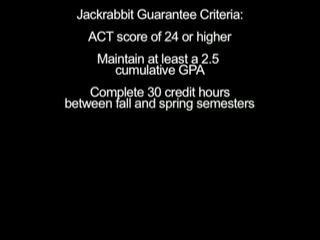 Jackrabbit Guarantee Criteria:
ACT score of 24 or higher
Maintain at least a 2.5
cumulative GPA
Complete 30 credit hours
between fall and spring semesters